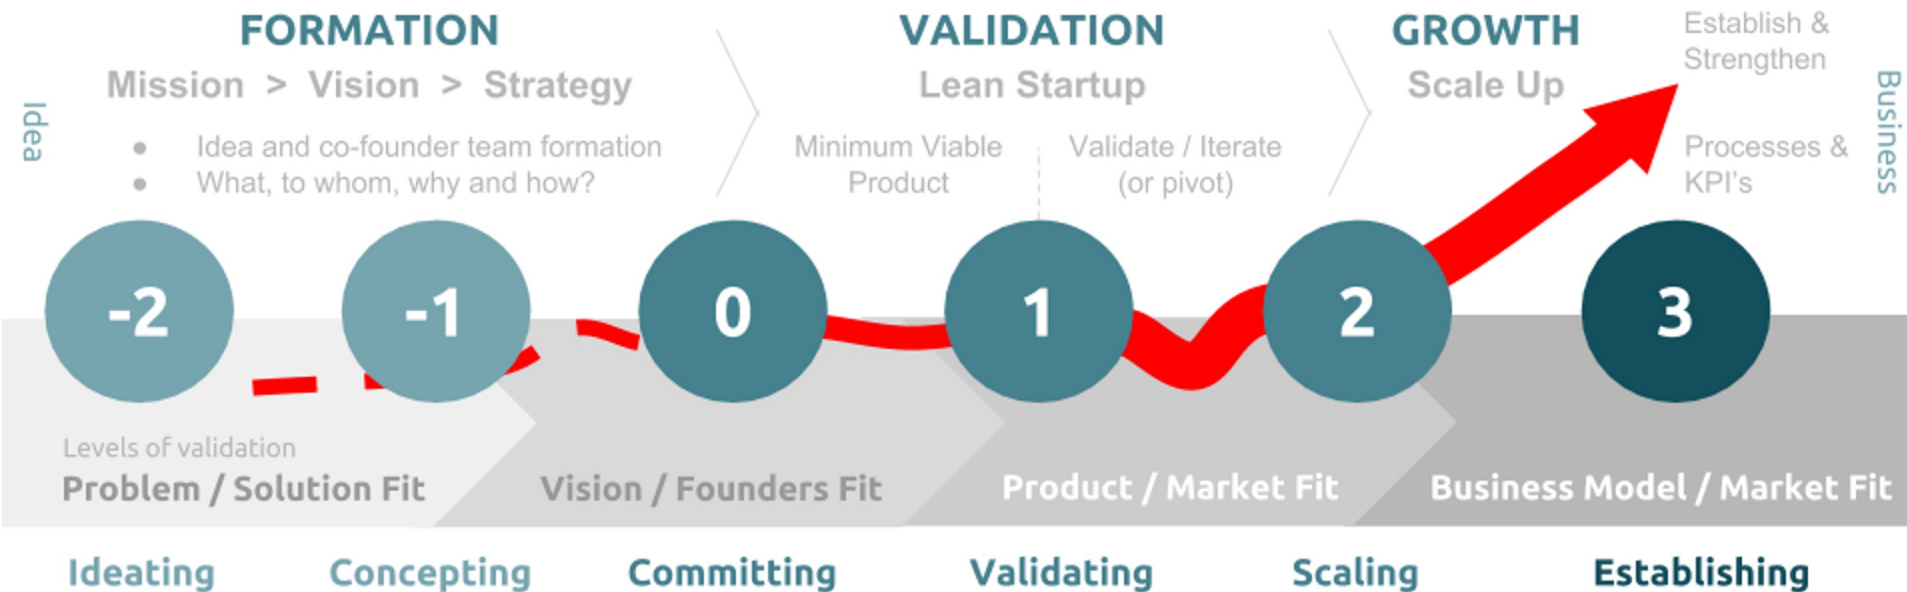 FORMATION
Mission > Vision > Strategy
● Idea and co-founder team formation
● What, to whom, why and how?
VALIDATION
Lean Startup
Minimum Viable
Product
Validate / Iterate
(or pivot)
GROWTH
Scale Up
Establish &
Strengthen
Processes &
KPI's
Idea
Business
-2
-1
0
1
2
3
Levels of validation
Problem / Solution Fit
Vision / Founders Fit
Product / Market Fit
Business Model / Market Fit
Ideating
Concepting
Committing
Validating
Scaling
Establishing